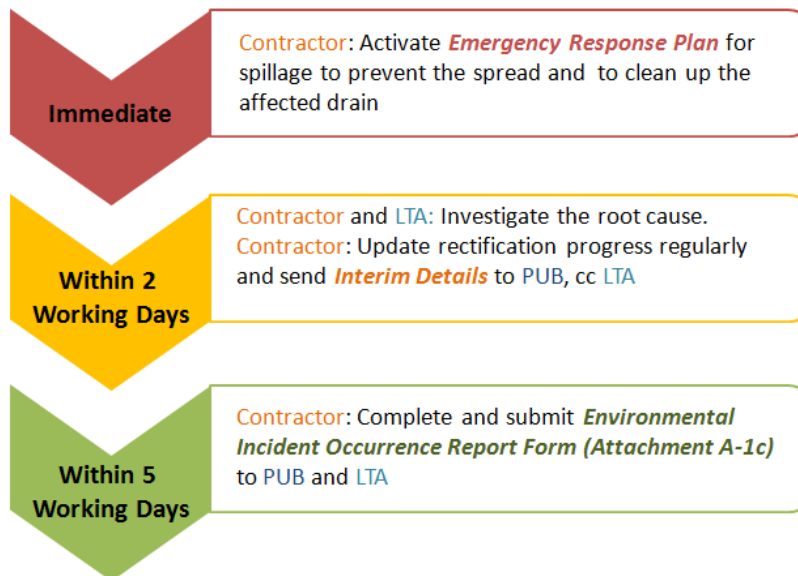 Contractor: Activate Emergency Response Plan for
spillage to prevent the spread and to clean up the
affected drain
Immediate
Contractor and LTA: Investigate the root cause.
Contractor: Update rectification progress regularly
and send Interim Details to PUB, cc LTA
Within 2
Working Days
Contractor: Complete and submit Environmental
Incident Occurrence Report Form (Attachment A-1c)
to PUB and LTA
Within 5
Working Days